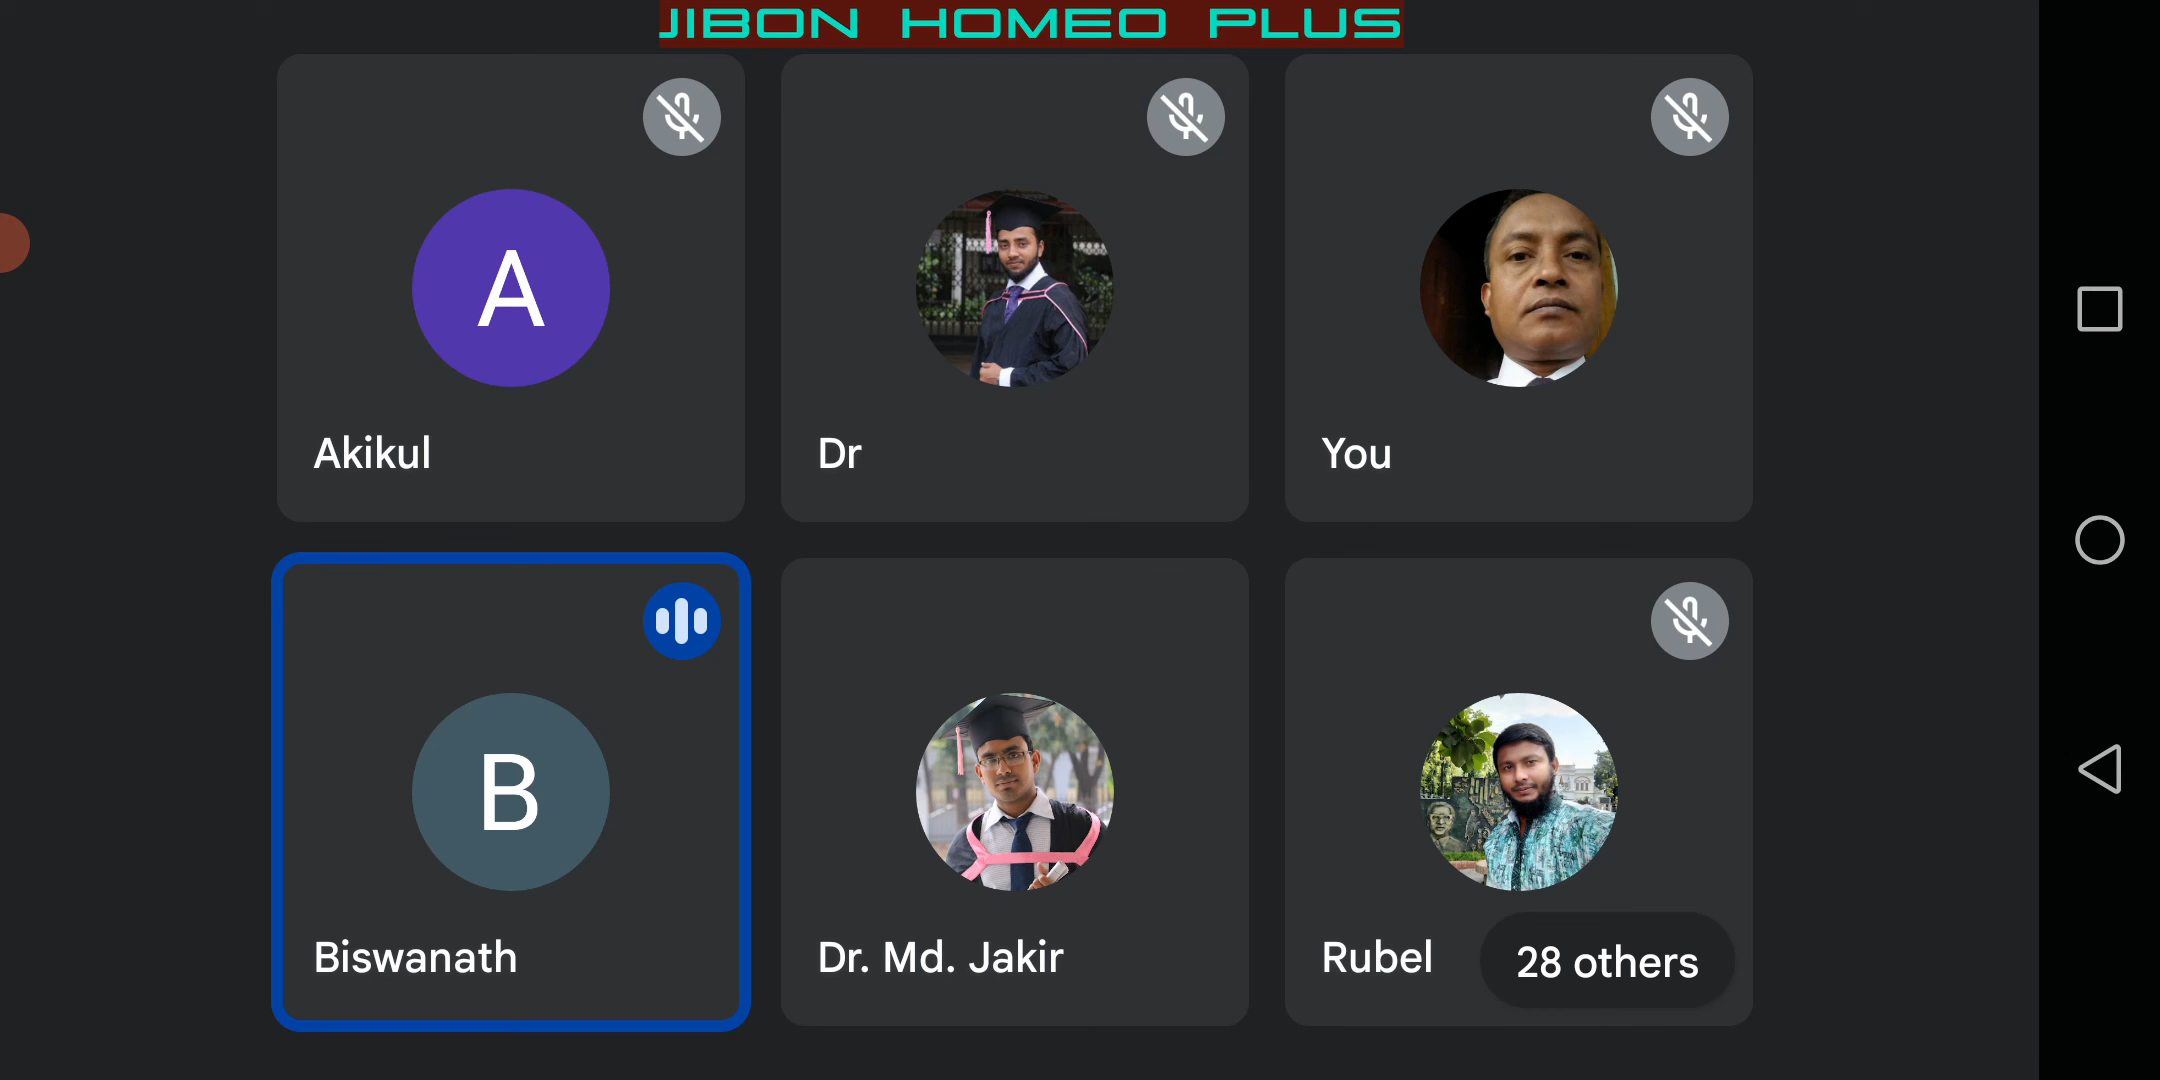 JIBON HOMEO PLUS
A
Akikul
Dr
You
B
Biswanath
Dr. Md. Jakir
Rubel
28 others